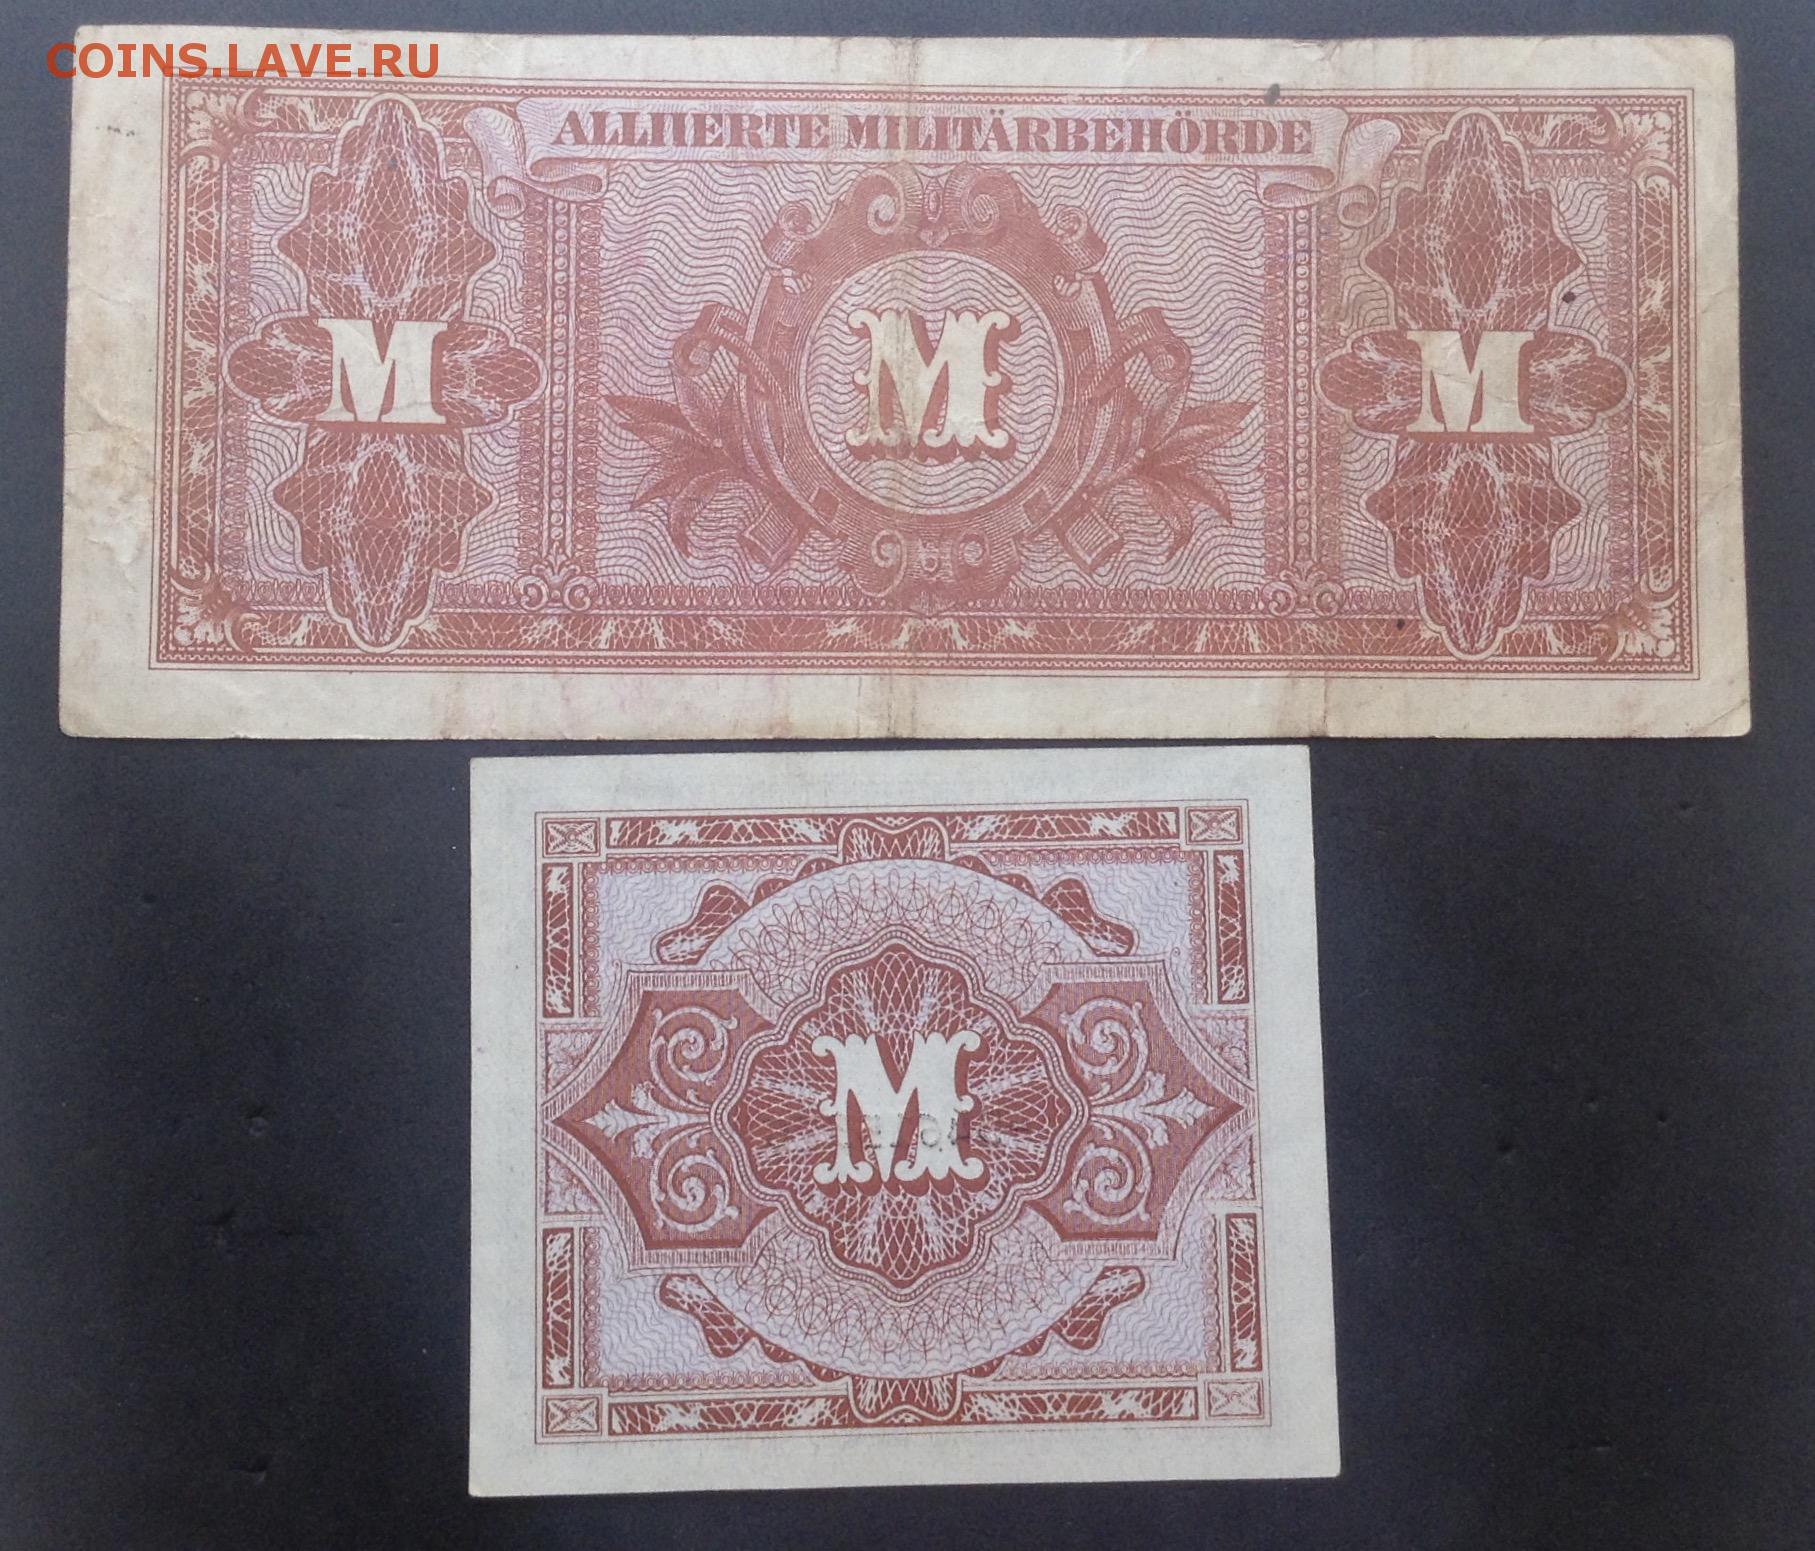 COINS.LAVE.RU
ALLIIERTE MILITÄRBEHÖRDE
M M M
M